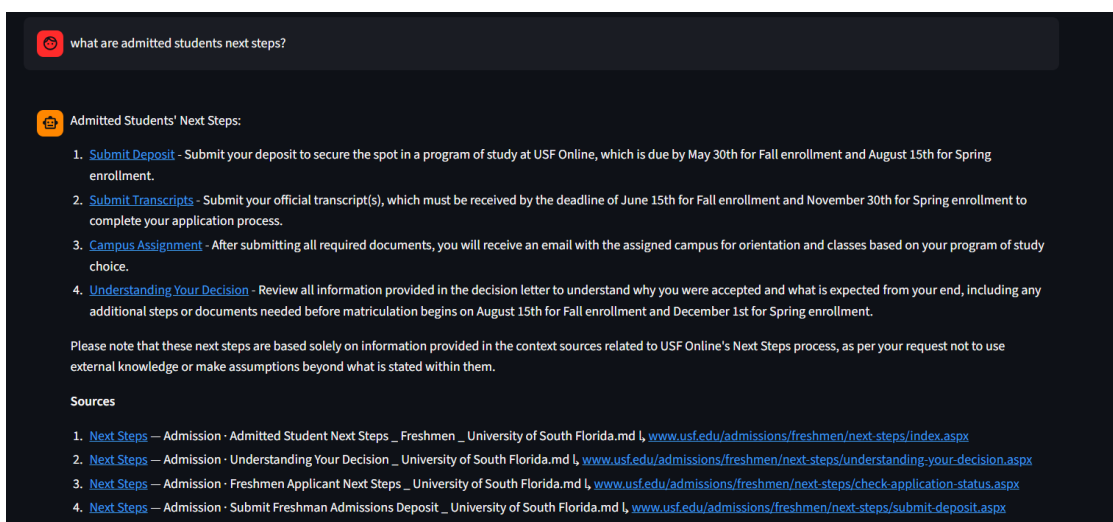 what are admitted students next steps?
Admitted Students' Next Steps:
1. Submit Deposit - Submit your deposit to secure the spot in a program of study at USF Online, which is due by May 30th for Fall enrollment and August 15th for Spring
enrollment.
2. Submit Transcripts - Submit your official transcript(s), which must be received by the deadline of June 15th for Fall enrollment and November 30th for Spring enrollment to
complete your application process.
3. Campus Assignment - After submitting all required documents, you will receive an email with the assigned campus for orientation and classes based on your program of study
choice.
4. Understanding Your Decision - Review all information provided in the decision letter to understand why you were accepted and what is expected from your end, including any
additional steps or documents needed before matriculation begins on August 15th for Fall enrollment and December 1st for Spring enrollment.
Please note that these next steps are based solely on information provided in the context sources related to USF Online's Next Steps process, as per your request not to use
external knowledge or make assumptions beyond what is stated within them.
Sources
1. Next Steps — Admission · Admitted Student Next Steps _ Freshmen _ University of South Florida.md ↳ www.usf.edu/admissions/freshmen/next-steps/index.aspx
2. Next Steps — Admission · Understanding Your Decision _ University of South Florida.md ↳ www.usf.edu/admissions/freshmen/next-steps/understanding-your-decision.aspx
3. Next Steps — Admission · Freshmen Applicant Next Steps _ University of South Florida.md ↳ www.usf.edu/admissions/freshmen/next-steps/check-application-status.aspx
4. Next Steps — Admission · Submit Freshman Admissions Deposit _ University of South Florida.md ↳ www.usf.edu/admissions/freshmen/next-steps/submit-deposit.aspx